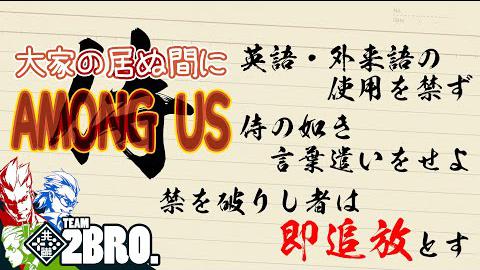 大家の居ぬ間に
AMONG US
侍
英語・外来語の
使用を禁ず
侍の如き
言葉遣いをせよ
禁を破りし者は
即追放とす
TEAM
2BRO.